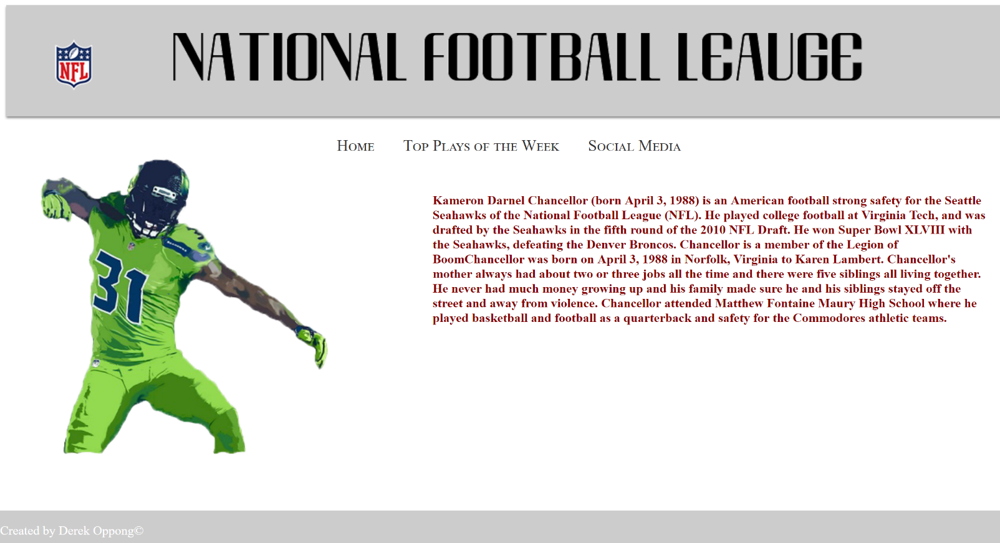 NFL
NATIONAL FOOTBALL LEAUGE
Home Top Plays of the Week Social Media
31
Kameron Darnel Chancellor (born April 3, 1988) is an American football strong safety for the Seattle
Seahawks of the National Football League (NFL). He played college football at Virginia Tech, and was
drafted by the Seahawks in the fifth round of the 2010 NFL Draft. He won Super Bowl XLVIII with
the Seahawks, defeating the Denver Broncos. Chancellor is a member of the Legion of
BoomChancellor was born on April 3, 1988 in Norfolk, Virginia to Karen Lambert. Chancellor's
mother always had about two or three jobs all the time and there were five siblings all living together.
He never had much money growing up and his family made sure he and his siblings stayed off the
street and away from violence. Chancellor attended Matthew Fontaine Maury High School where he
played basketball and football as a quarterback and safety for the Commodores athletic teams.
Created by Derek Oppong©